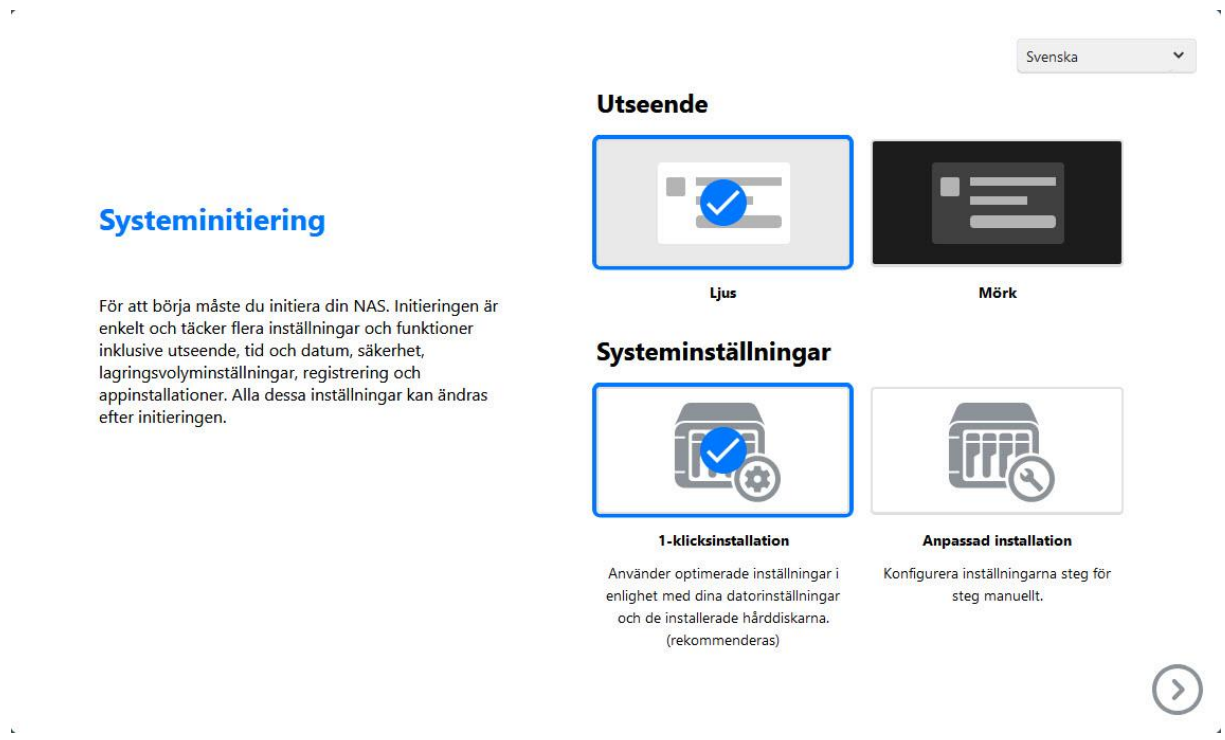 Svenska
Systeminitiering
För att börja måste du initiera din NAS. Initieringen är
enkelt och täcker flera inställningar och funktioner
inklusive utseende, tid och datum, säkerhet,
lagringsvolyminställningar, registrering och
appinstallationer. Alla dessa inställningar kan ändras
efter initieringen.
Utseende
Ljus
Mörk
Systeminställningar
1-klicksinstallation
Använder optimerade inställningar i
enlighet med dina datorinställningar
och de installerade hårddiskarna.
(rekommenderas)
Anpassad installation
Konfigurera inställningarna steg för
steg manuellt.